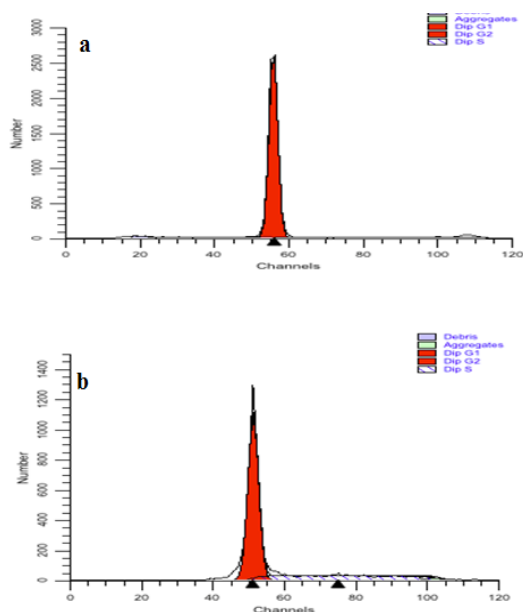 Aggregates
Dip G1
Dip G2
Dip S
a
3000
2500
2000
1500
1000
500
0
Number
0 20 40 60 80 100 120
Channels
Debris
Aggregates
Dip G1
Dip G2
Dip S
b
1400
1200
1000
800
600
400
200
0
Number
0 20 40 60 80 100 120
Channels